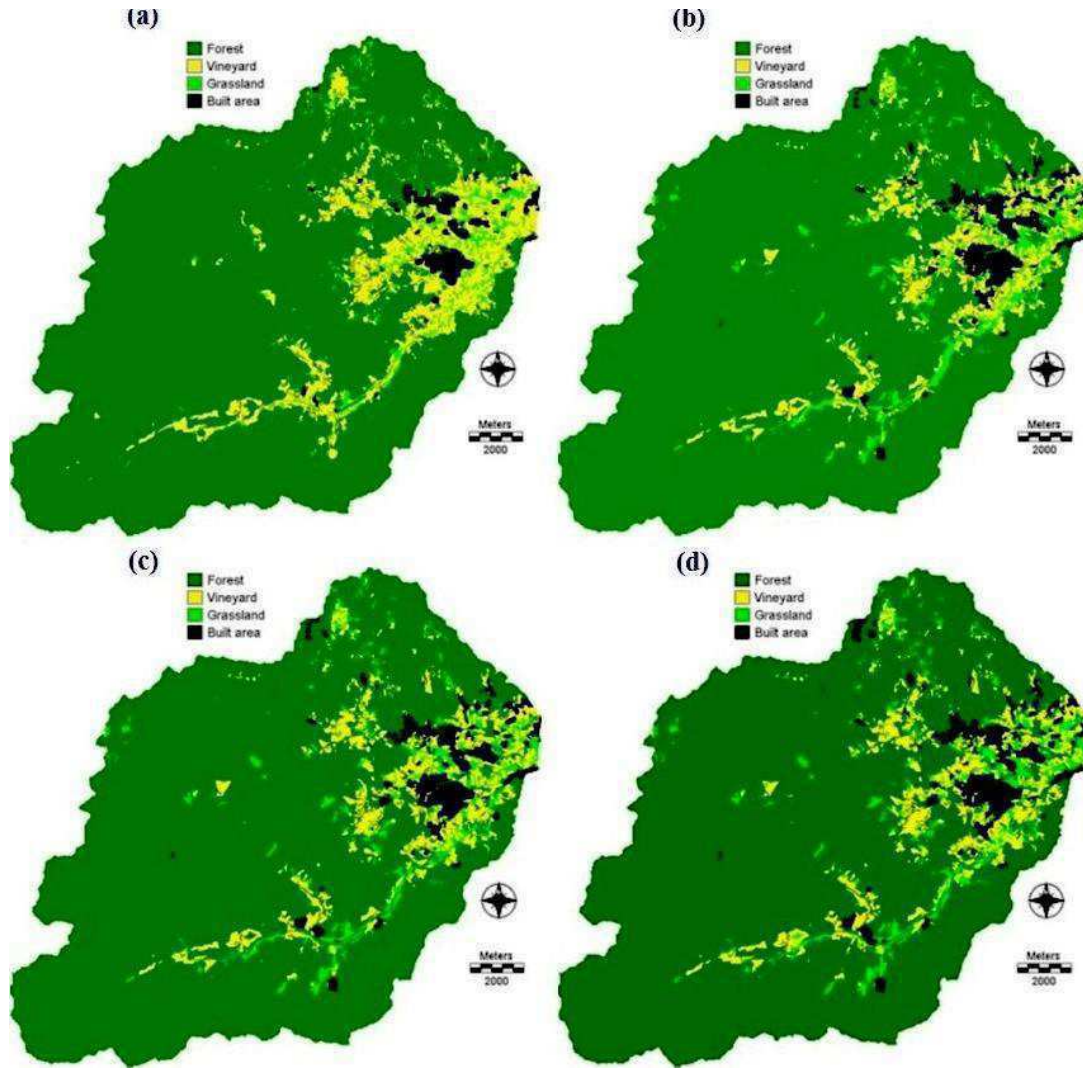 (a)
Forest
Vineyard
Grassland
Built area
Meters
2000
(b)
Forest
Vineyard
Grassland
Built area
Meters
2000
(c)
Forest
Vineyard
Grassland
Built area
Meters
2000
(d)
Forest
Vineyard
Grassland
Built area
Meters
2000